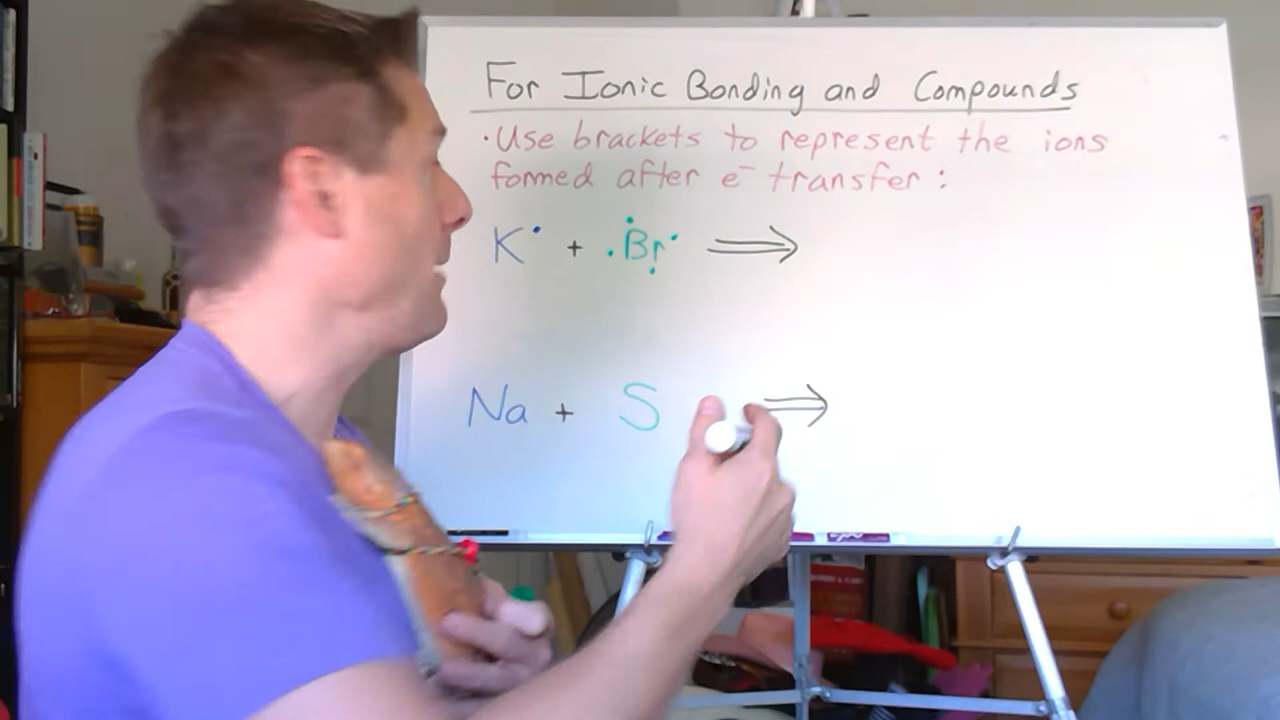 For Ionic Bonding and Compounds
·Use brackets to represent the ions
formed after e⁻ transfer :
K· + ·Br· ⟹
Na + S ⟹